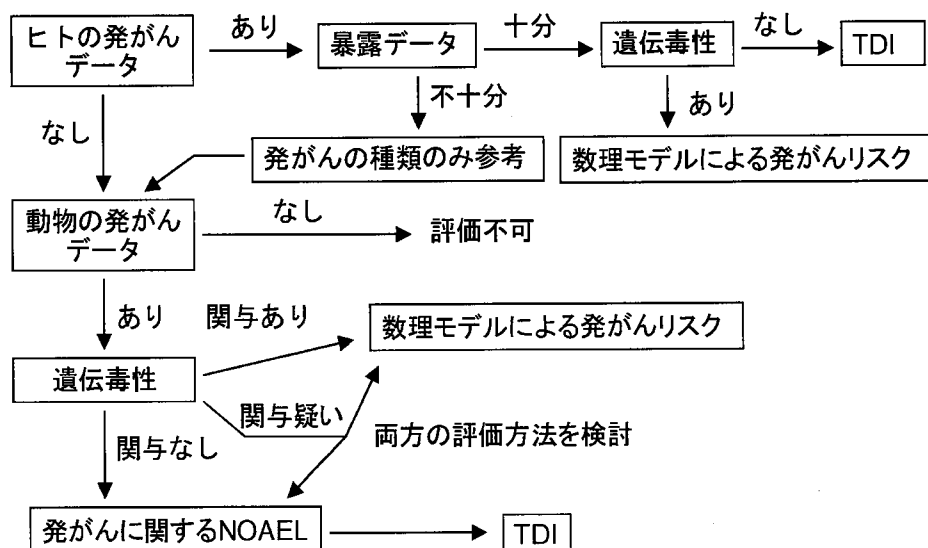 ヒトの発がん
データ
あり
暴露データ
十分
遺伝毒性
なし
TDI
不十分
あり
なし
発がんの種類のみ参考
数理モデルによる発がんリスク
動物の発がん
データ
なし
評価不可
あり
関与あり
数理モデルによる発がんリスク
遺伝毒性
関与疑い
両方の評価方法を検討
関与なし
発がんに関するNOAEL
TDI